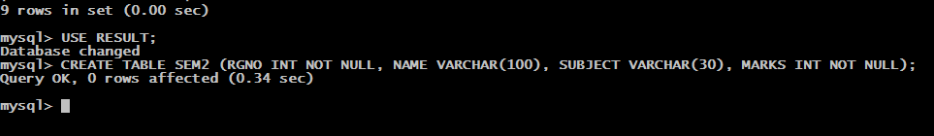 9 rows in set (0.00 sec)
mysql> USE RESULT;
Database changed
mysql> CREATE TABLE SEM2 (RGNO INT NOT NULL, NAME VARCHAR(100), SUBJECT VARCHAR(30), MARKS INT NOT NULL);
Query OK, 0 rows affected (0.34 sec)
mysql>